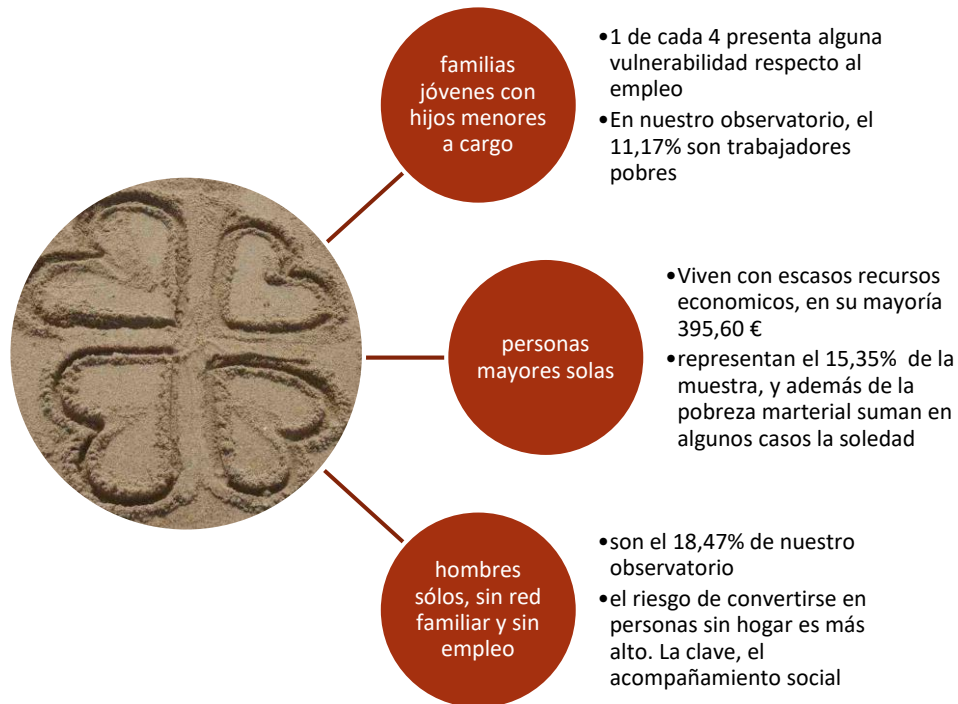 familias
jóvenes con
hijos menores
a cargo
•1 de cada 4 presenta alguna
vulnerabilidad respecto al
empleo
•En nuestro observatorio, el
11,17% son trabajadores
pobres
personas
mayores solas
•Viven con escasos recursos
economicos, en su mayoría
395,60 €
•representan el 15,35% de la
muestra, y además de la
pobreza marterial suman en
algunos casos la soledad
hombres
sólos, sin red
familiar y sin
empleo
•son el 18,47% de nuestro
observatorio
•el riesgo de convertirse en
personas sin hogar es más
alto. La clave, el
acompañamiento social